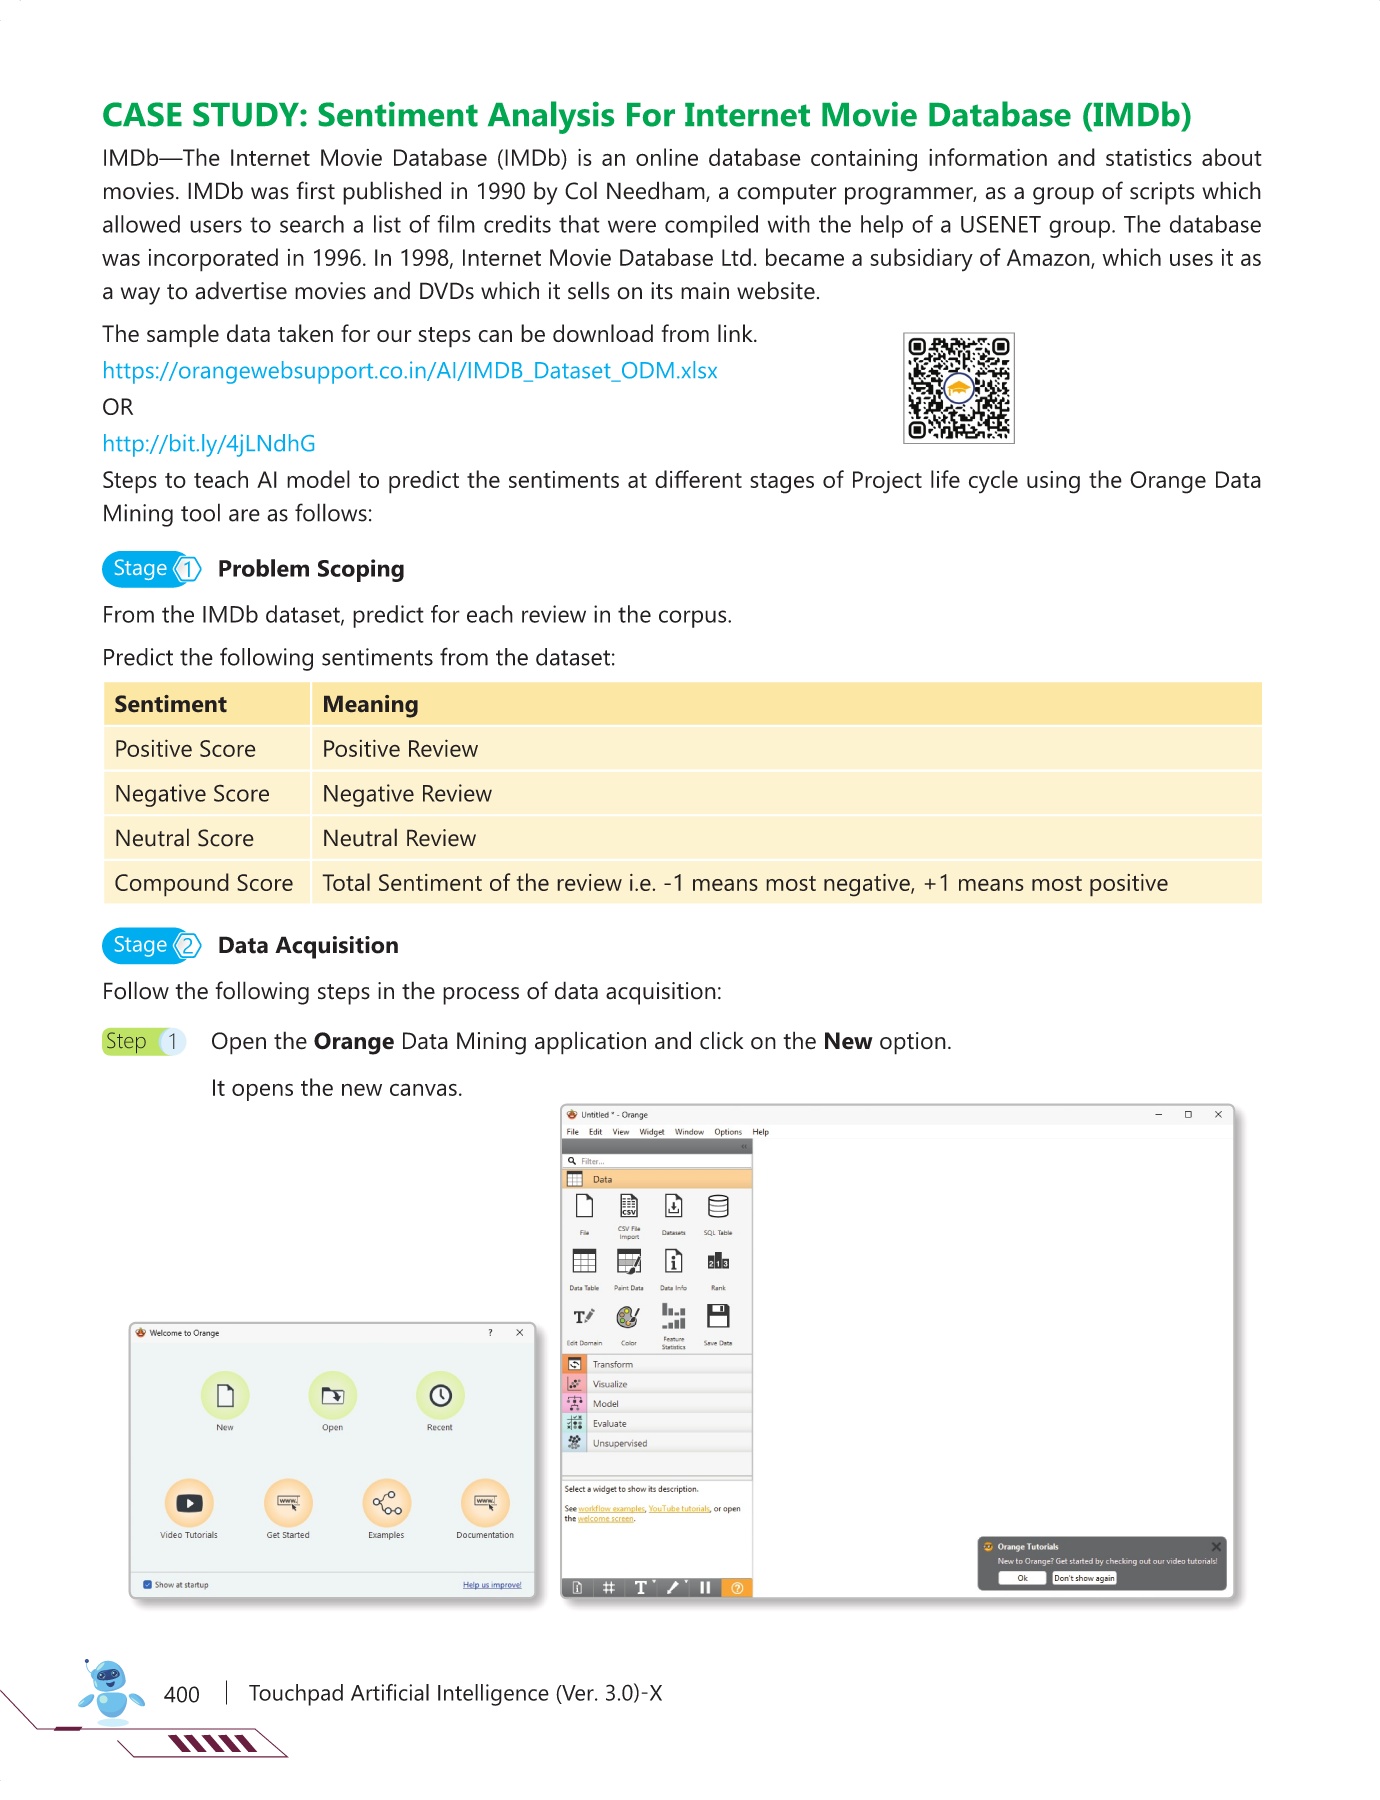 CASE STUDY: Sentiment Analysis For Internet Movie Database (IMDb)
IMDb—The Internet Movie Database (IMDb) is an online database containing information and statistics about
movies. IMDb was first published in 1990 by Col Needham, a computer programmer, as a group of scripts which
allowed users to search a list of film credits that were compiled with the help of a USENET group. The database
was incorporated in 1996. In 1998, Internet Movie Database Ltd. became a subsidiary of Amazon, which uses it as
a way to advertise movies and DVDs which it sells on its main website.
The sample data taken for our steps can be download from link.
https://orangewebsupport.co.in/AI/IMDB_Dataset_ODM.xlsx
OR
http://bit.ly/4jLNdhG
Steps to teach AI model to predict the sentiments at different stages of Project life cycle using the Orange Data
Mining tool are as follows:
Stage 1 Problem Scoping
From the IMDb dataset, predict for each review in the corpus.
Predict the following sentiments from the dataset:
Sentiment Meaning
Positive Score Positive Review
Negative Score Negative Review
Neutral Score Neutral Review
Compound Score Total Sentiment of the review i.e. -1 means most negative, +1 means most positive
Stage 2 Data Acquisition
Follow the following steps in the process of data acquisition:
Step 1 Open the Orange Data Mining application and click on the New option.
It opens the new canvas.
Welcome to Orange ?
New Open Recent
www. www.
Video Tutorials Get Started Examples Documentation
Show at startup Help us improve!
Untitled * - Orange
File Edit View Widget Window Options Help
Filter...
Data
CSV
File CSV File Datasets SQL Table
Import
2 1 3
Data Table Paint Data Data Info Rank
T
Edit Domain Color Feature Save Data
Statistics
Transform
Visualize
Model
Evaluate
Unsupervised
Select a widget to show its description.
See workflow examples, YouTube tutorials, or open
the welcome screen.
T ?
Orange Tutorials
New to Orange? Get started by checking out our video tutorials!
Ok Don't show again
400 | Touchpad Artificial Intelligence (Ver. 3.0)-X